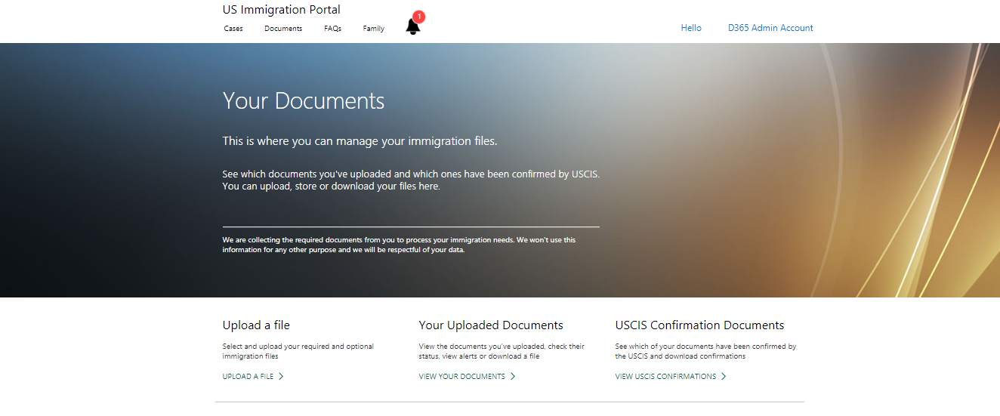 US Immigration Portal
Cases Documents FAQs Family 1 Hello D365 Admin Account
Your Documents
This is where you can manage your immigration files.
See which documents you've uploaded and which ones have been confirmed by USCIS.
You can upload, store or download your files here.
We are collecting the required documents from you to process your immigration needs. We won't use this
information for any other purpose and we will be respectful of your data.
Upload a file
Select and upload your required and optional
immigration files
UPLOAD A FILE
Your Uploaded Documents
View the documents you've uploaded, check their
status, view alerts or download a file
VIEW YOUR DOCUMENTS
USCIS Confirmation Documents
See which of your documents have been confirmed by
the USCIS and download confirmations
VIEW USCIS CONFIRMATIONS